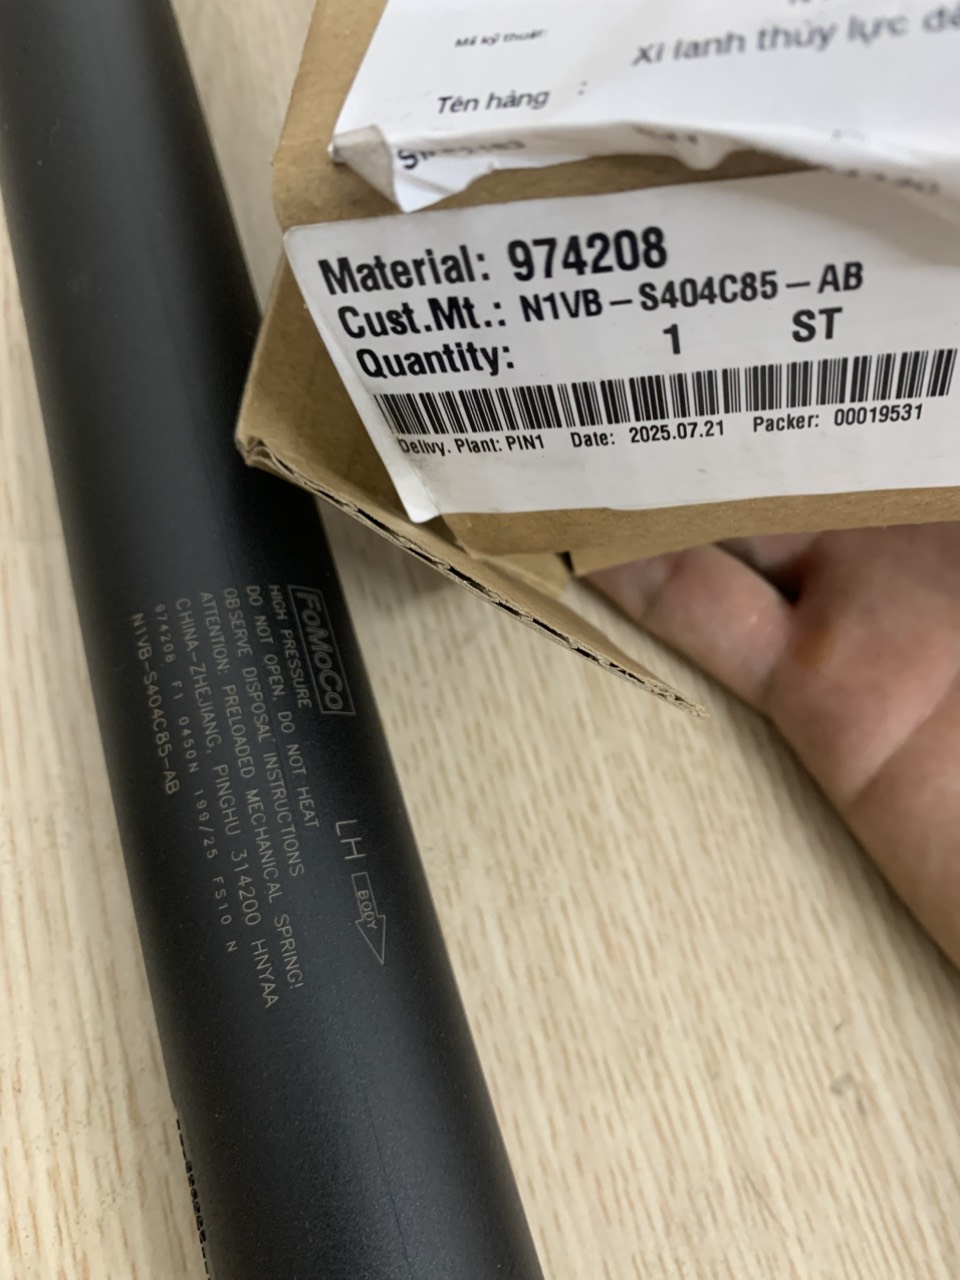 Mã kỹ thuật:
Xi lanh thủy lực
Tên hàng :
Material: 974208
Cust.Mt.: N1VB-S404C85-AB
Quantity: 1 ST
Delivy. Plant: PIN1 Date: 2025.07.21 Packer: 00019531
FoMoCo
HIGH PRESSURE
DO NOT OPEN. DO NOT HEAT
OBSERVE DISPOSAL INSTRUCTIONS
ATTENTION: PRELOADED MECHANICAL SPRING!
CHINA-ZHEJIANG, PINGHU 314200 HNYAA
974208 F1 0450N 199/25 FS10 N
N1VB-S404C85-AB
LH BODY